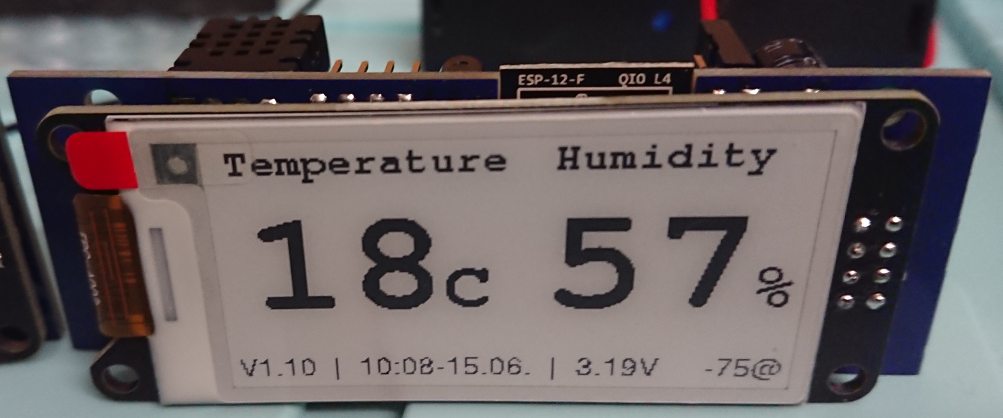 ESP-12-F QIO L4
Temperature Humidity
18c 57%
V1.10 | 10:08-15.06. | 3.19V -75@